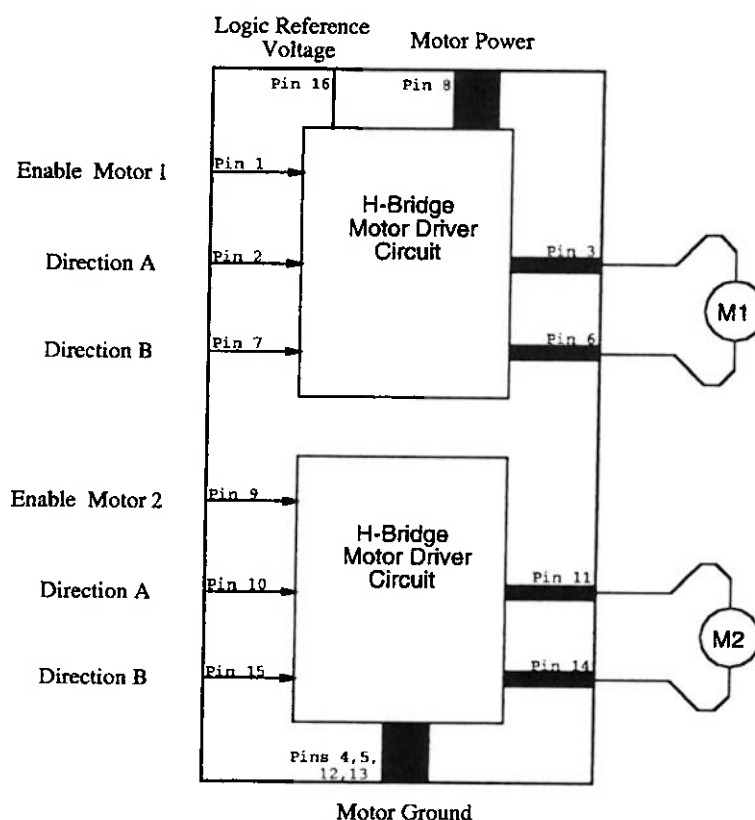 Logic Reference
Voltage
Motor Power
Pin 16
Pin 8
Enable Motor 1
Pin 1
H-Bridge
Motor Driver
Circuit
Direction A
Pin 2
Pin 3
M1
Direction B
Pin 7
Pin 6
Enable Motor 2
Pin 9
H-Bridge
Motor Driver
Circuit
Direction A
Pin 10
Pin 11
M2
Direction B
Pin 15
Pin 14
Pins 4,5,
12,13
Motor Ground